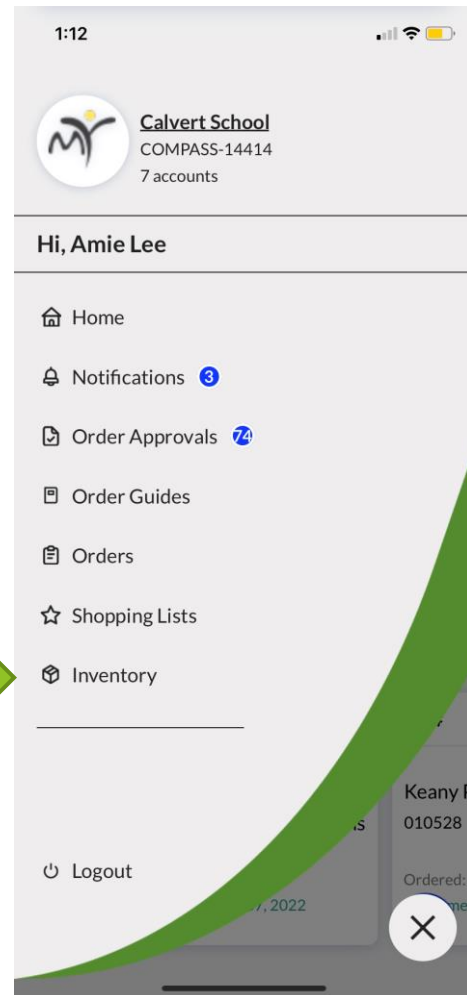 1:12
Calvert School
COMPASS-14414
7 accounts
Hi, Amie Lee
Home
Notifications 3
Order Approvals 74
Order Guides
Orders
Shopping Lists
Inventory
Keany
010528
Logout
Ordered:
, 2022